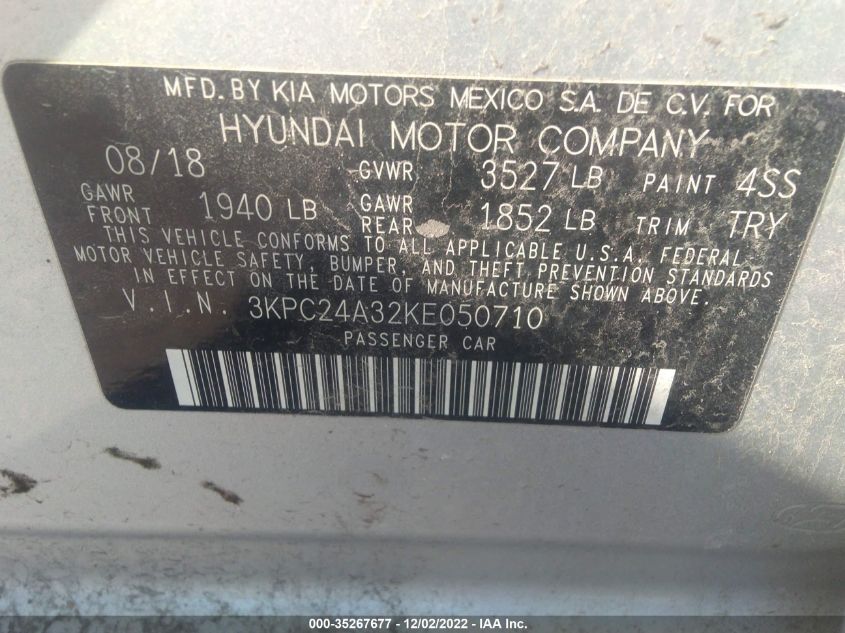 MFD. BY KIA MOTORS MEXICO S.A. DE C.V. FOR
HYUNDAI MOTOR COMPANY
08/18 GVWR 3527 LB PAINT 4SS
GAWR FRONT 1940 LB GAWR REAR 1852 LB TRIM TRY
THIS VEHICLE CONFORMS TO ALL APPLICABLE U.S.A. FEDERAL
MOTOR VEHICLE SAFETY, BUMPER, AND THEFT PREVENTION STANDARDS
IN EFFECT ON THE DATE OF MANUFACTURE SHOWN ABOVE.
V.I.N. 3KPC24A32KE050710
PASSENGER CAR
000-35267677 - 12/02/2022 - IAA Inc.